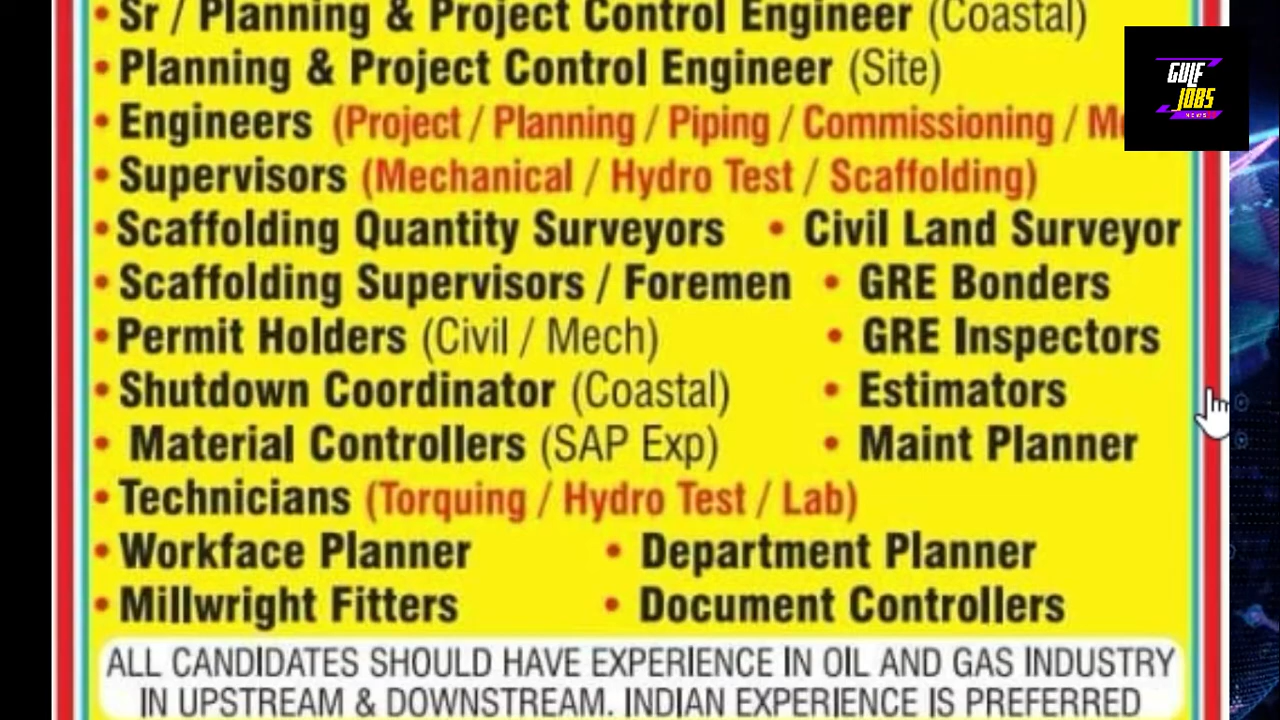 • Sr / Planning & Project Control Engineer (Coastal)
• Planning & Project Control Engineer (Site)
• Engineers (Project / Planning / Piping / Commissioning /
• Supervisors (Mechanical / Hydro Test / Scaffolding)
• Scaffolding Quantity Surveyors • Civil Land Surveyor
• Scaffolding Supervisors / Foremen • GRE Bonders
• Permit Holders (Civil / Mech) • GRE Inspectors
• Shutdown Coordinator (Coastal) • Estimators
• Material Controllers (SAP Exp) • Maint Planner
• Technicians (Torquing / Hydro Test / Lab)
• Workface Planner • Department Planner
• Millwright Fitters • Document Controllers
ALL CANDIDATES SHOULD HAVE EXPERIENCE IN OIL AND GAS INDUSTRY
IN UPSTREAM & DOWNSTREAM. INDIAN EXPERIENCE IS PREFERRED
GULF
JOBS
NEWS